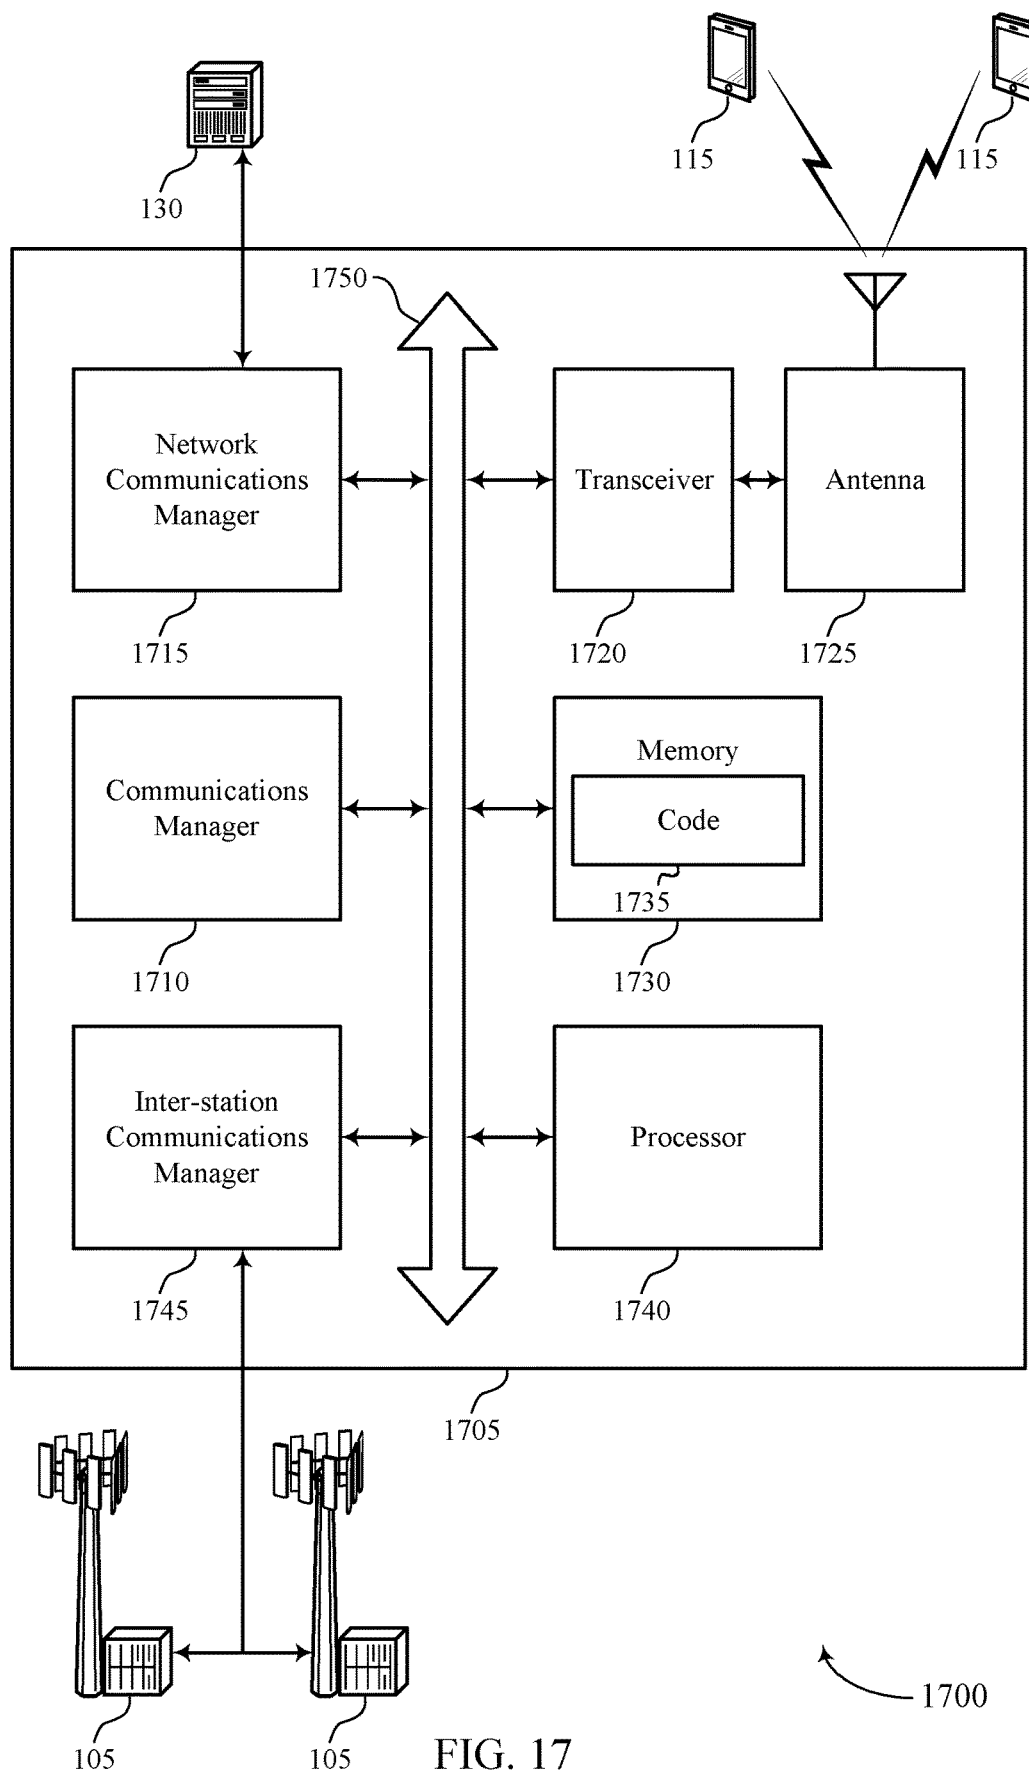 130
115
115
1750
Network
Communications
Manager
Transceiver
Antenna
1715
1720
1725
Communications
Manager
Memory
Code
1735
1710
1730
Inter-station
Communications
Manager
Processor
1745
1740
1705
1700
105
105
FIG. 17